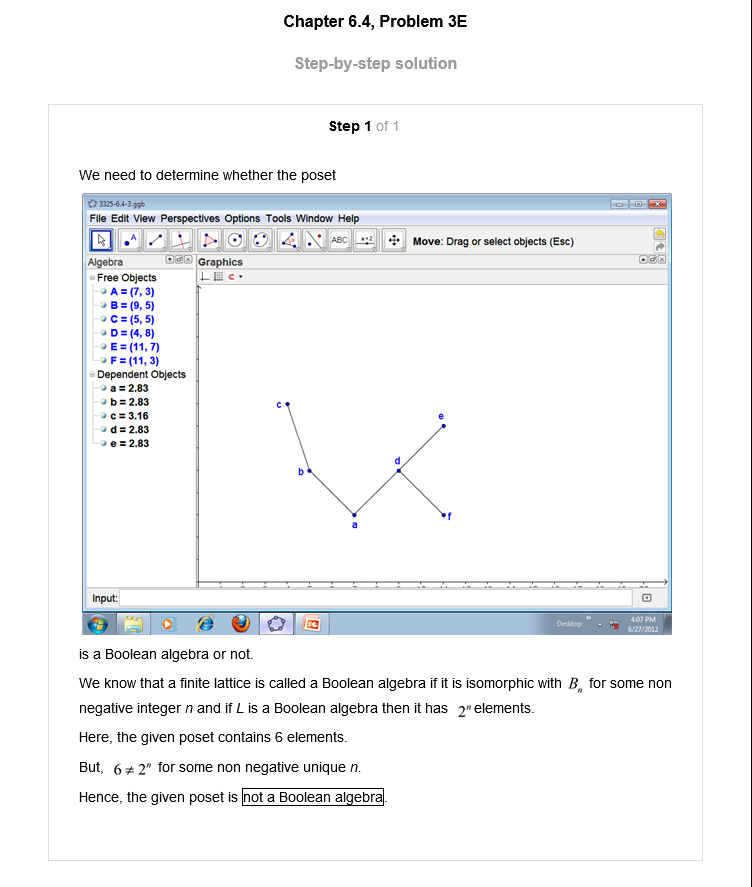 Chapter 6.4, Problem 3E
Step-by-step solution
Step 1 of 1
We need to determine whether the poset
3325-6.4-3.ggb
File Edit View Perspectives Options Tools Window Help
ABC
a=2
Move: Drag or select objects (Esc)
Algebra
Graphics
Free Objects
A = (7, 3)
B = (9, 5)
C = (5, 5)
D = (4, 8)
E = (11, 7)
F = (11, 3)
Dependent Objects
a = 2.83
b = 2.83
c = 3.16
d = 2.83
e = 2.83
c
e
b
d
a
f
Input:
Desktop
»
4:07 PM
6/27/2012
is a Boolean algebra or not.
We know that a finite lattice is called a Boolean algebra if it is isomorphic with Bₙ for some non
negative integer n and if L is a Boolean algebra then it has 2ⁿ elements.
Here, the given poset contains 6 elements.
But, 6 ≠ 2ⁿ for some non negative unique n.
Hence, the given poset is not a Boolean algebra.